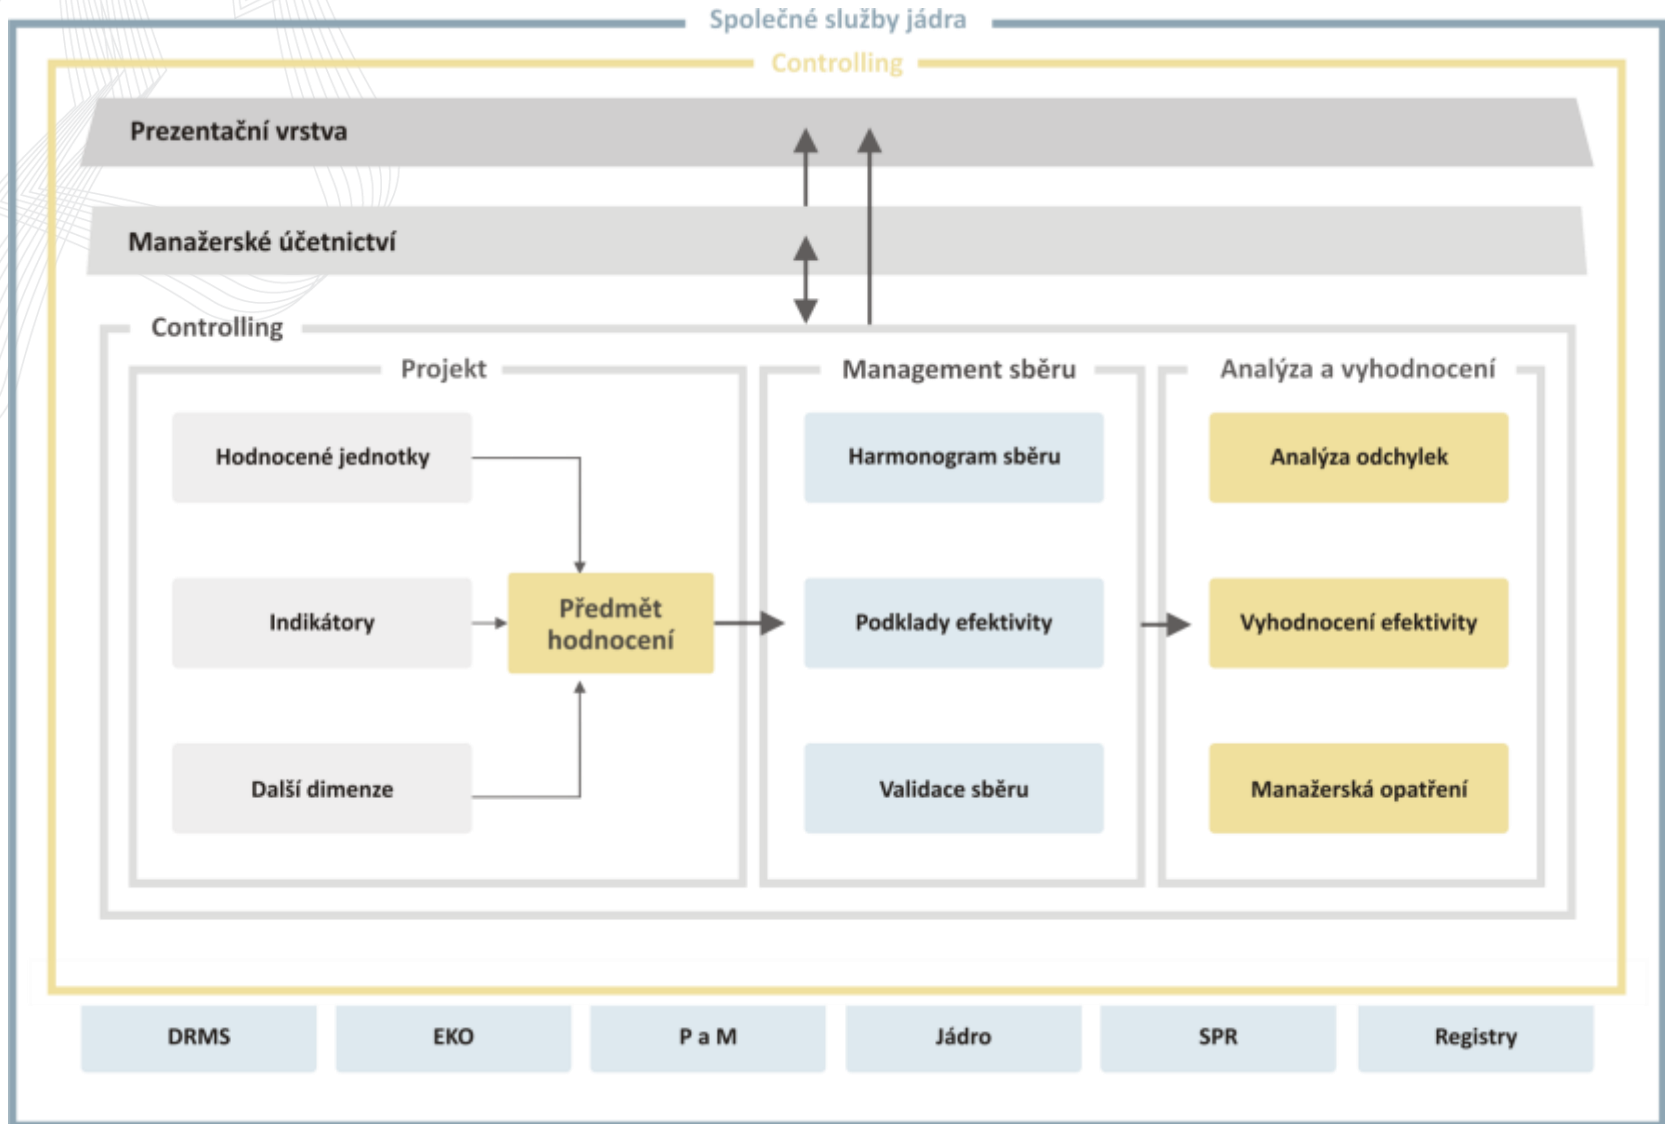 Společné služby jádra
Controlling
Prezentační vrstva
Manažerské účetnictví
Controlling
Projekt
Hodnocené jednotky
Indikátory
Další dimenze
Předmět
hodnocení
Management sběru
Harmonogram sběru
Podklady efektivity
Validace sběru
Analýza a vyhodnocení
Analýza odchylek
Vyhodnocení efektivity
Manažerská opatření
DRMS
EKO
P a M
Jádro
SPR
Registry